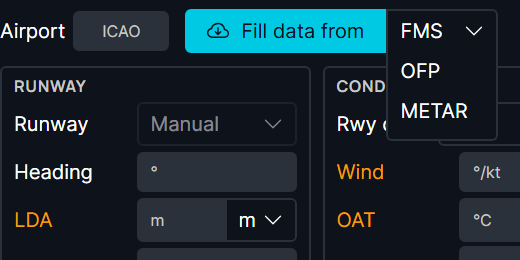 Airport ICAO Fill data from FMS
OFP
METAR
RUNWAY
Runway Manual
Heading °
LDA m m
COND
Rwy
Wind °/kt
OAT °C